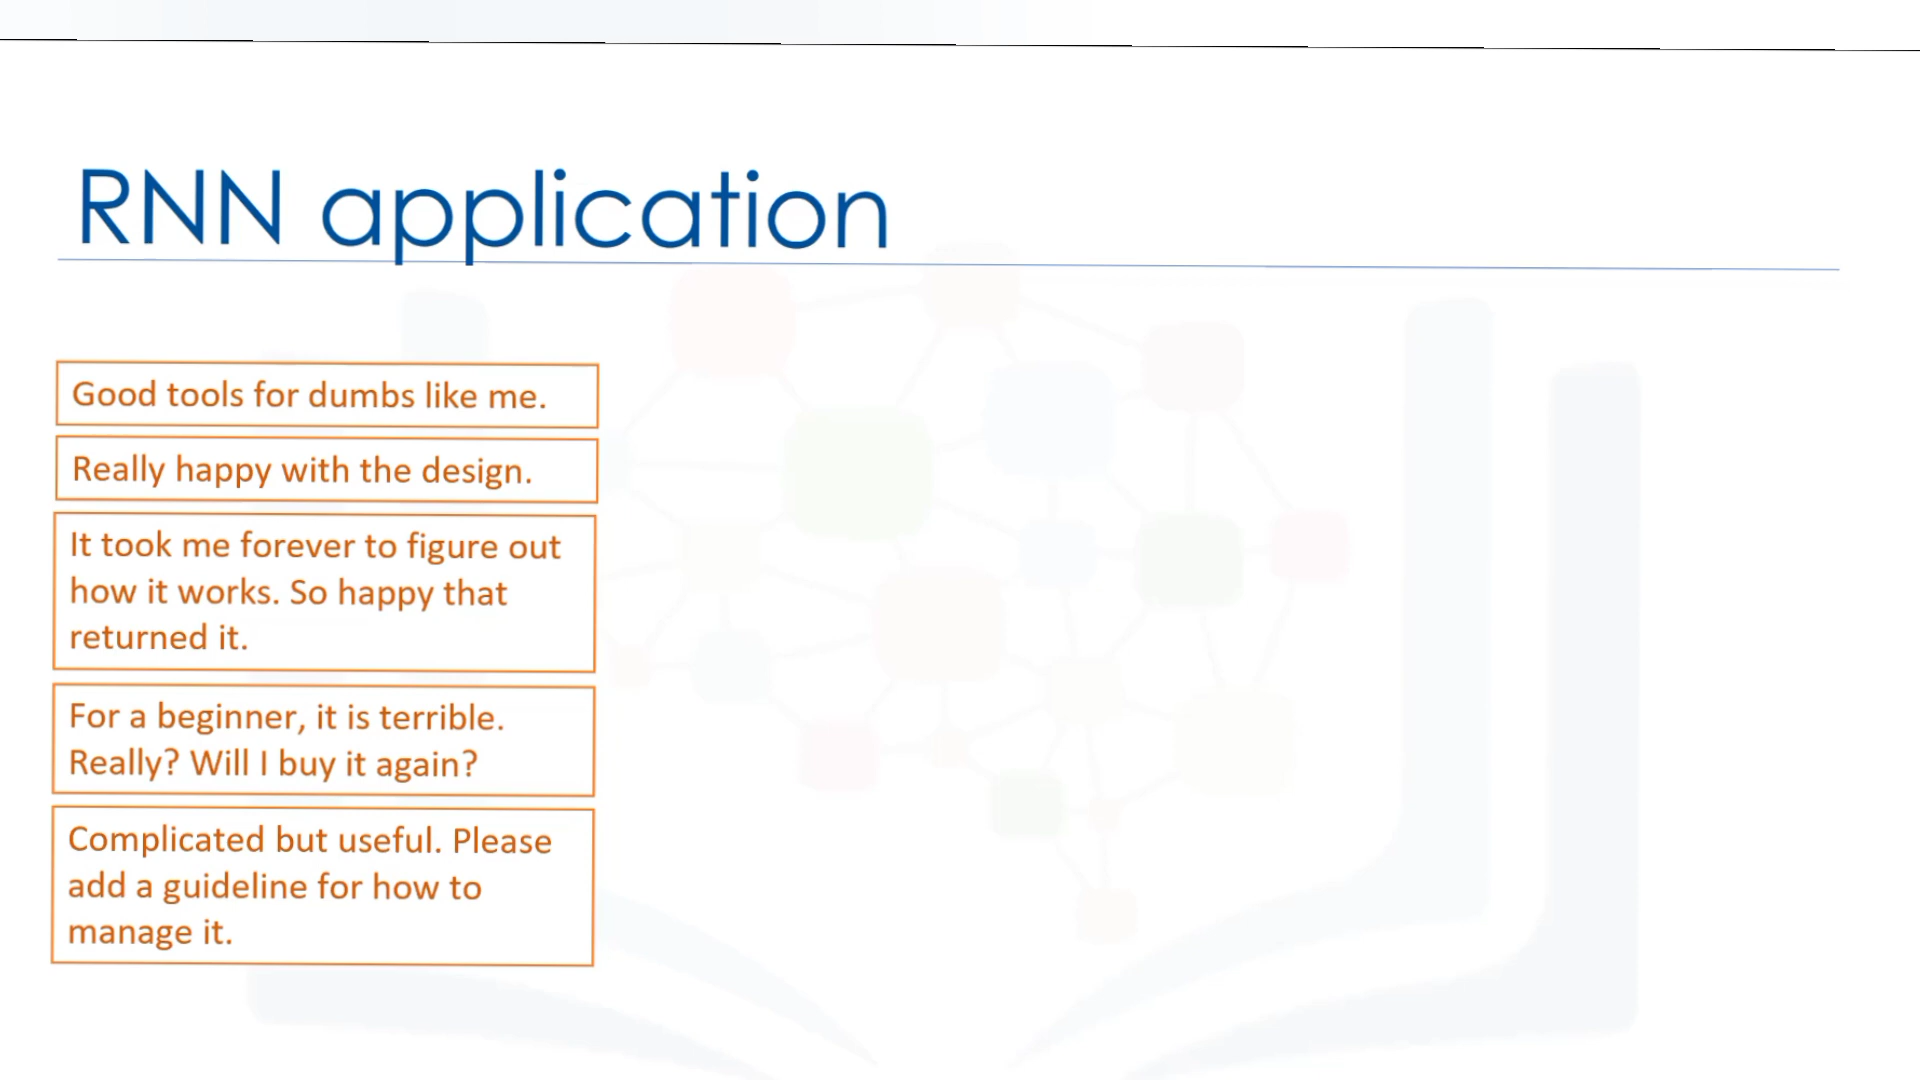 RNN application
Good tools for dumbs like me.
Really happy with the design.
It took me forever to figure out
how it works. So happy that
returned it.
For a beginner, it is terrible.
Really? Will I buy it again?
Complicated but useful. Please
add a guideline for how to
manage it.